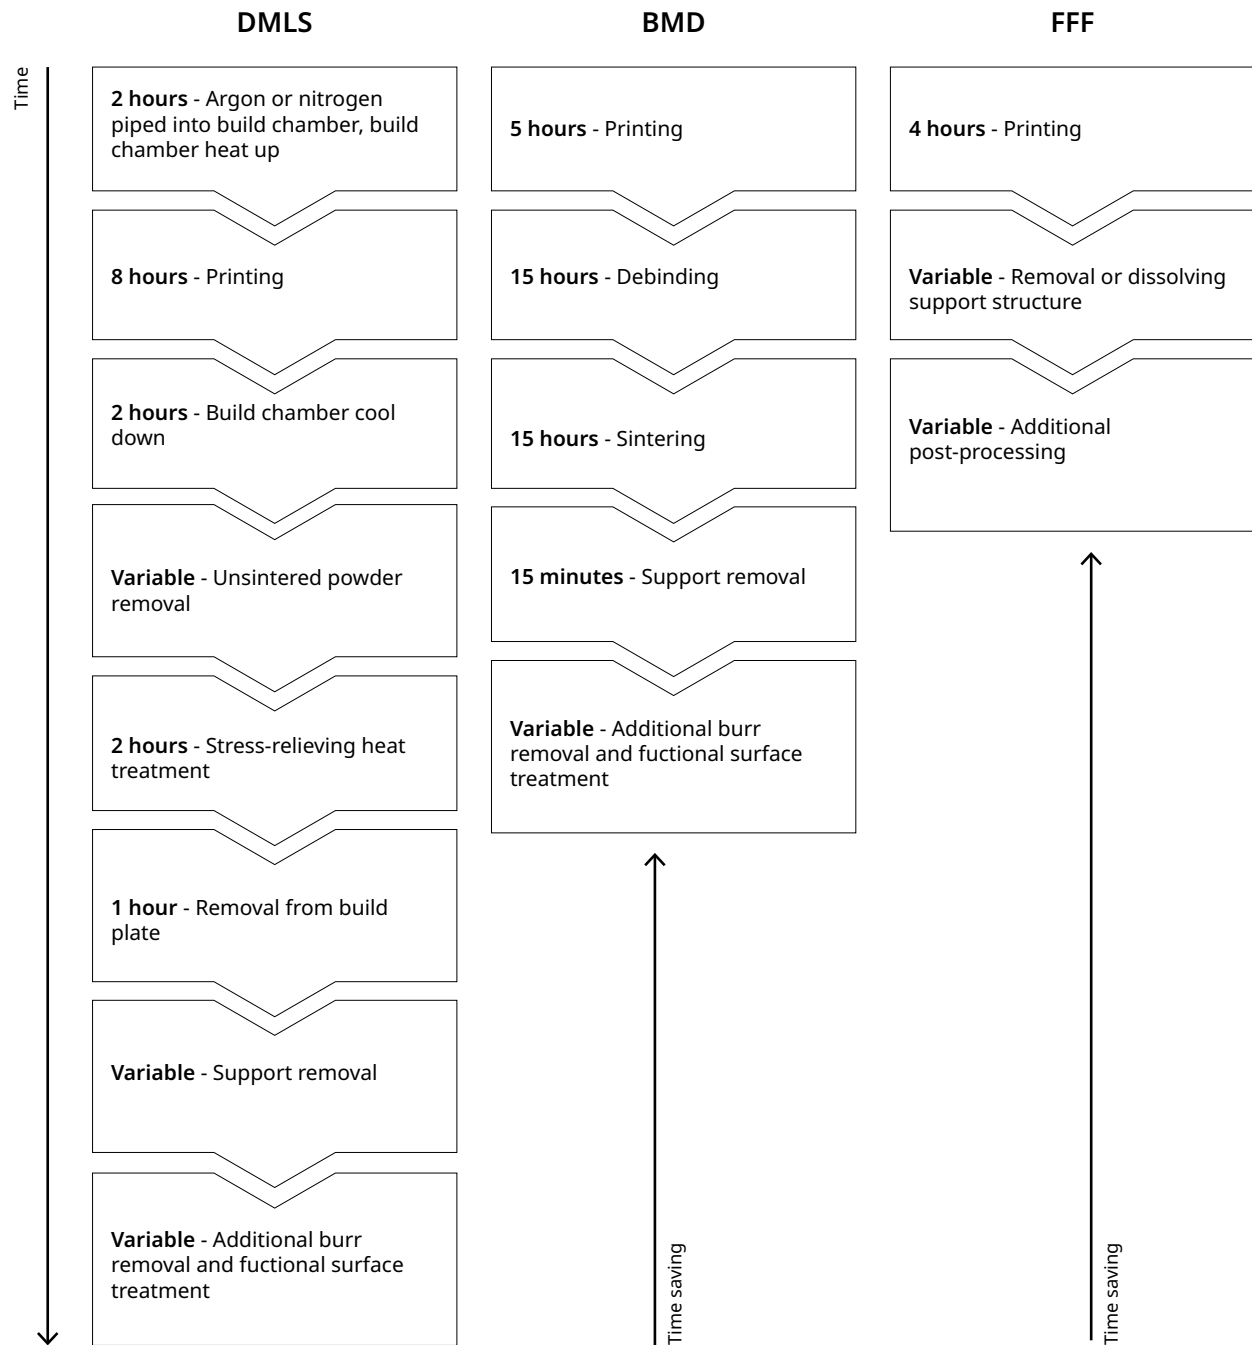 DMLS
BMD
FFF
Time
2 hours - Argon or nitrogen
piped into build chamber, build
chamber heat up
8 hours - Printing
2 hours - Build chamber cool
down
Variable - Unsintered powder
removal
2 hours - Stress-relieving heat
treatment
1 hour - Removal from build
plate
Variable - Support removal
Variable - Additional burr
removal and fuctional surface
treatment
5 hours - Printing
15 hours - Debinding
15 hours - Sintering
15 minutes - Support removal
Variable - Additional burr
removal and fuctional surface
treatment
Time saving
4 hours - Printing
Variable - Removal or dissolving
support structure
Variable - Additional
post-processing
Time saving